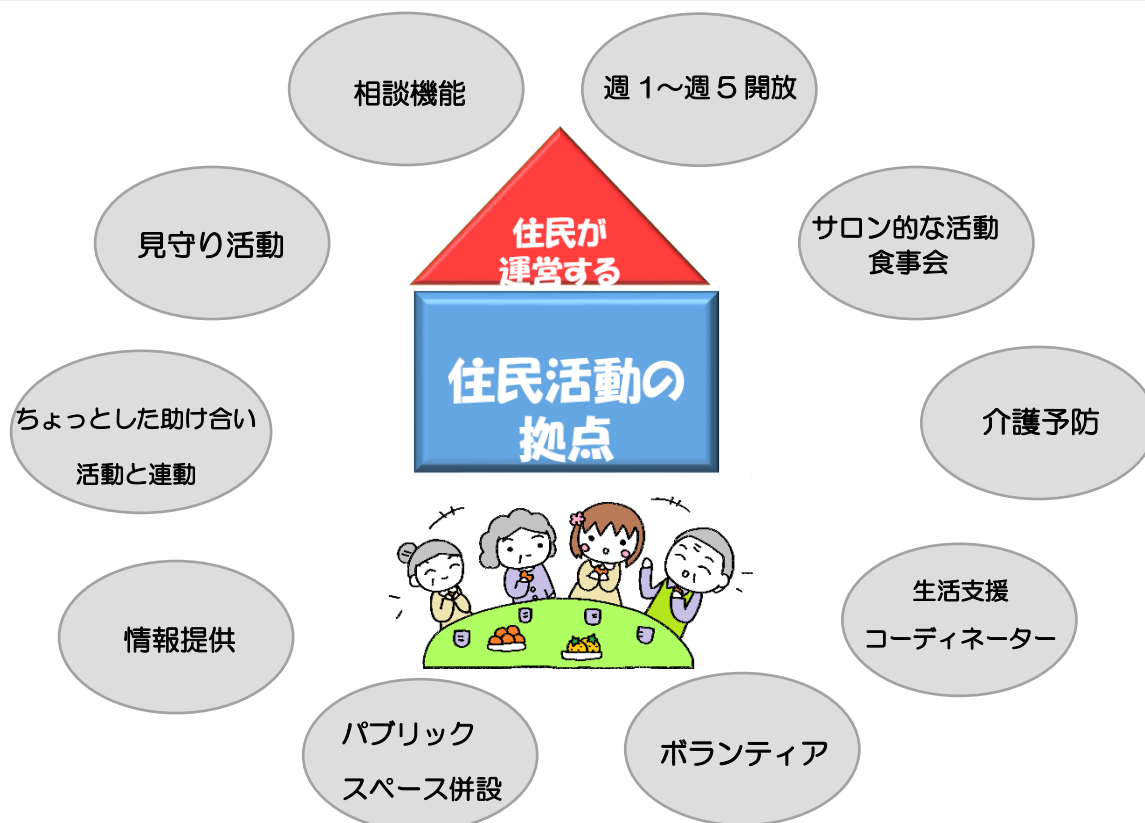 相談機能
週1～週5開放
見守り活動
住民が
運営する
サロン的な活動
食事会
住民活動の
拠点
ちょっとした助け合い
活動と連動
介護予防
生活支援
コーディネーター
情報提供
パブリック
スペース併設
ボランティア